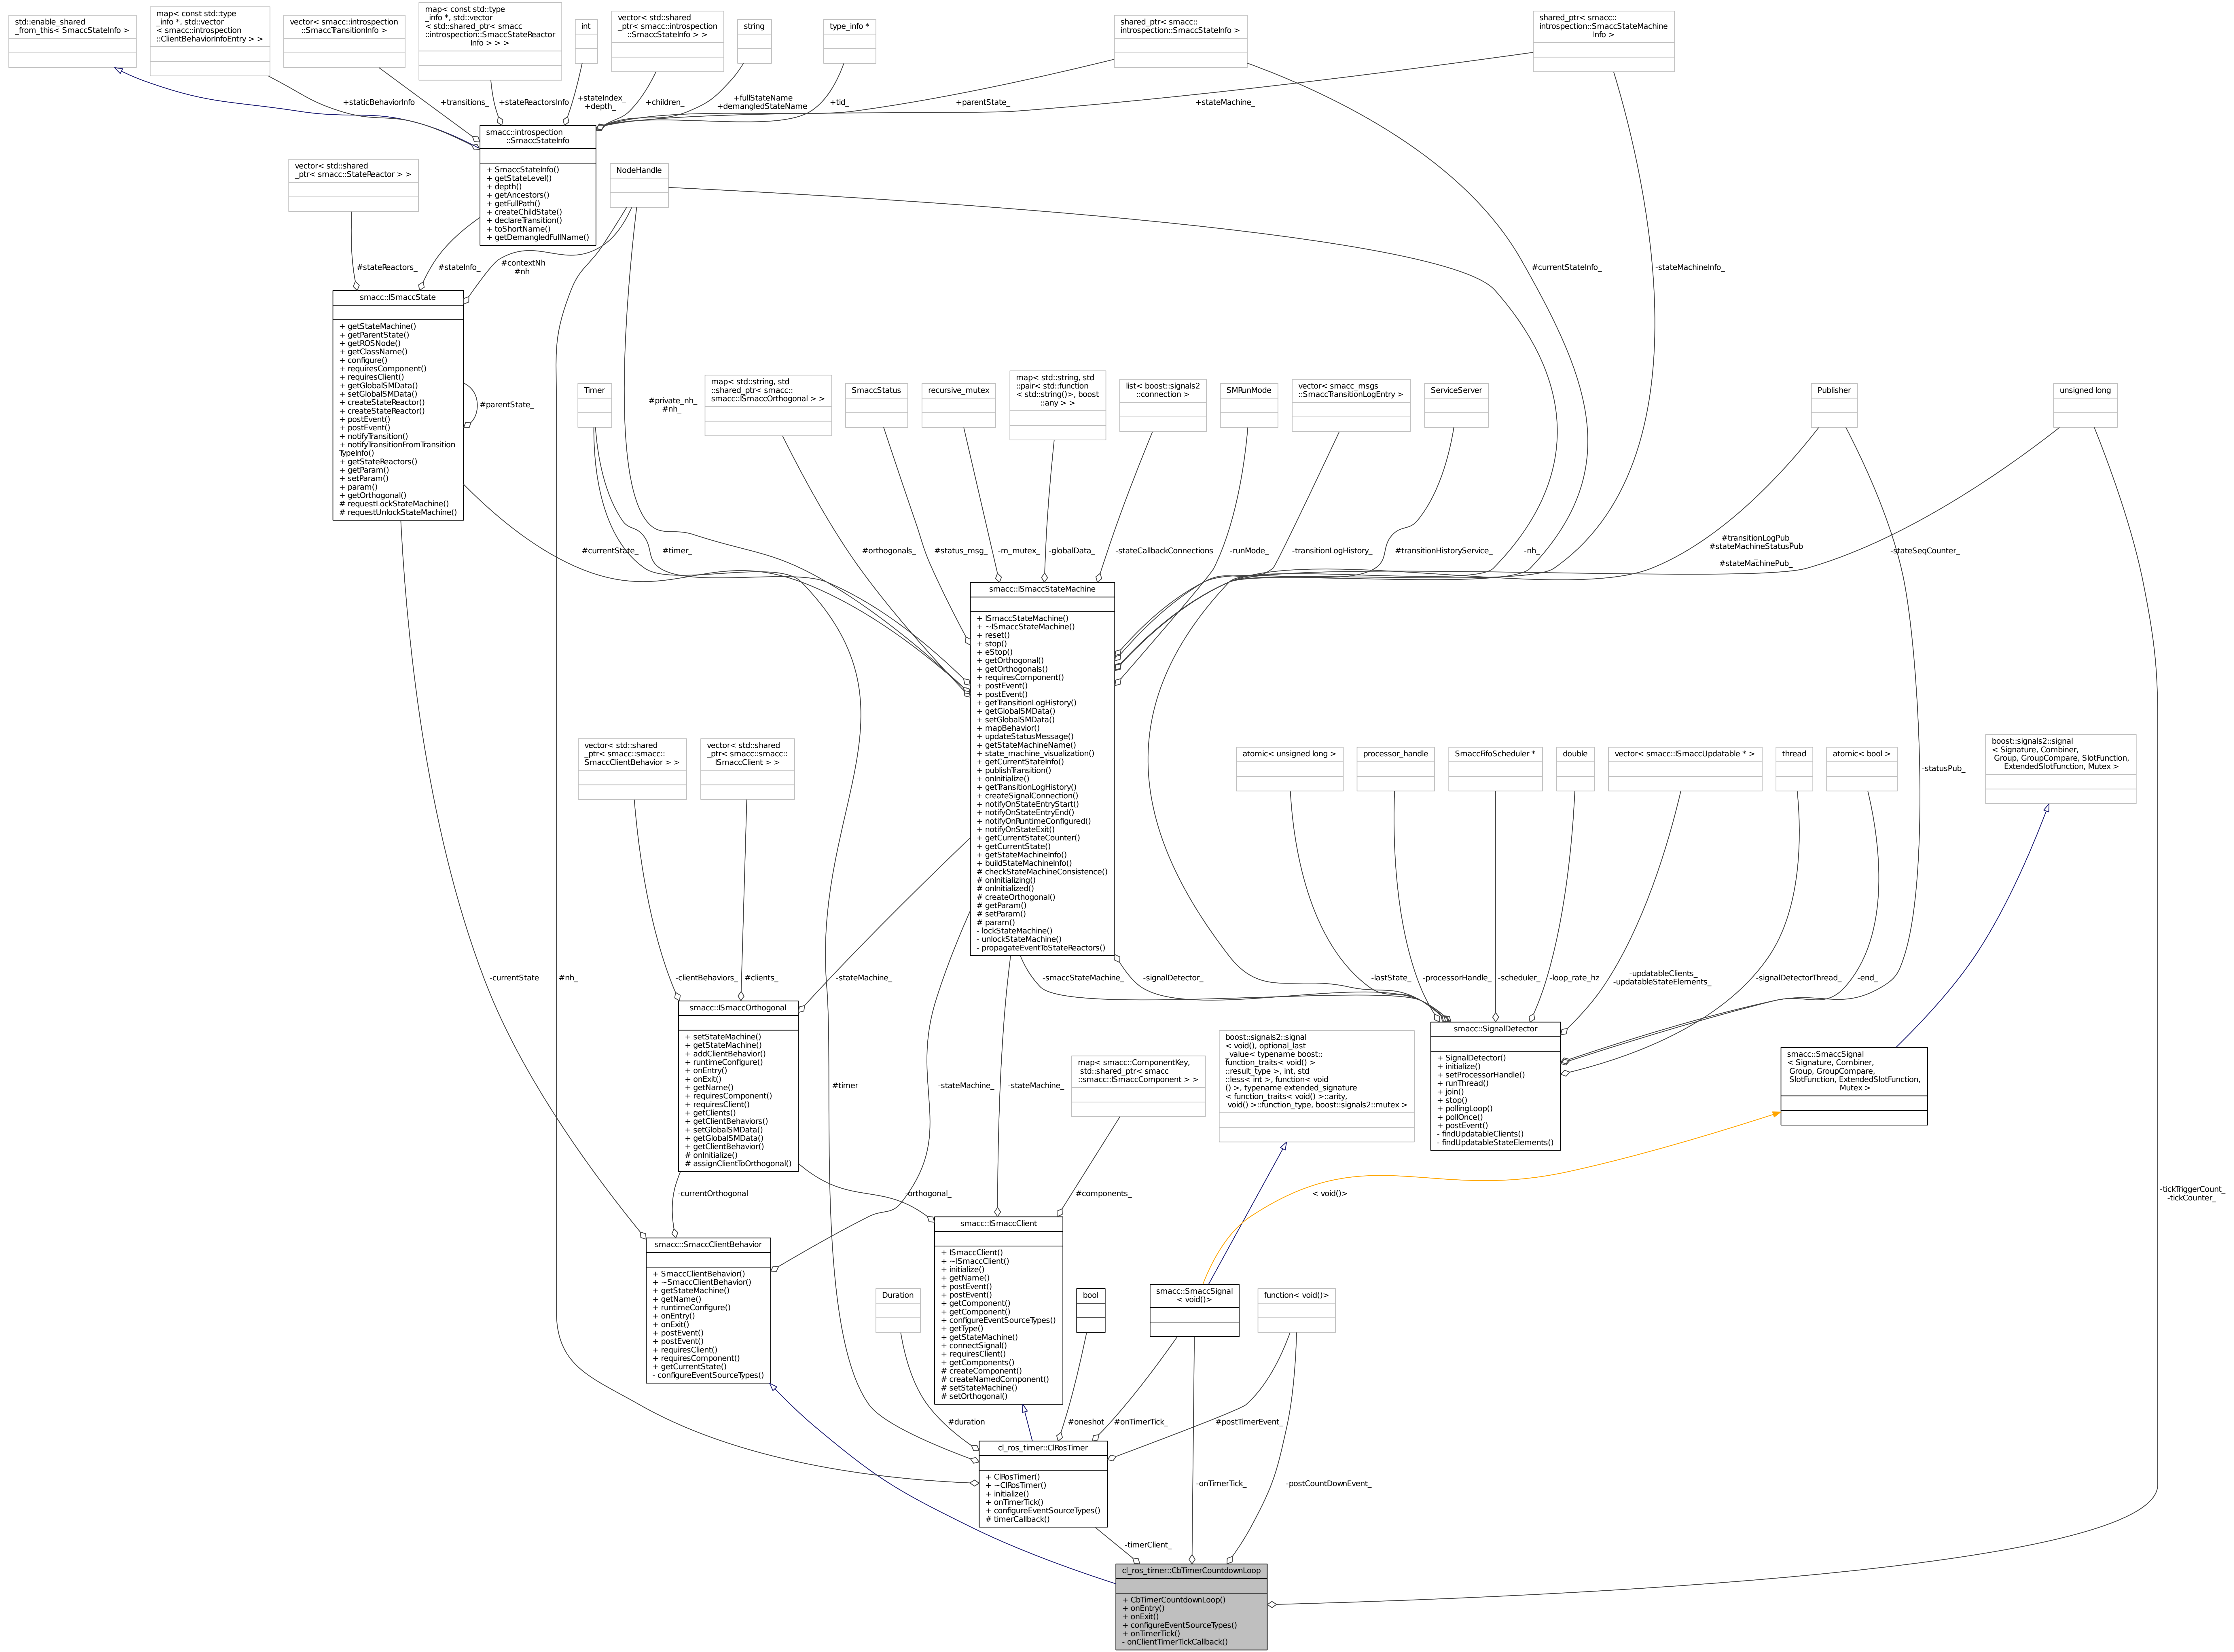 std::enable_shared
_from_this< SmaccStateInfo >
map< const std::type
_info *, std::vector
< smacc::introspection
::ClientBehaviorInfoEntry > >
vector< smacc::introspection
::SmaccTransitionInfo >
map< const std::type
_info *, std::vector
< std::shared_ptr< smacc
::introspection::SmaccStateReactor
Info > > >
int
vector< std::shared
_ptr< smacc::introspection
::SmaccStateInfo > >
string
type_info *
shared_ptr< smacc::
introspection::SmaccStateInfo >
shared_ptr< smacc::
introspection::SmaccStateMachine
Info >
+staticBehaviorInfo
+transitions_
+stateReactorsInfo
+stateIndex_
+depth_
+children_
+fullStateName
+demangledStateName
+tid_
+parentState_
+stateMachine_
smacc::introspection
::SmaccStateInfo
+ SmaccStateInfo()
+ getStateLevel()
+ depth()
+ getAncestors()
+ getFullPath()
+ createChildState()
+ declareTransition()
+ toShortName()
+ getDemangledFullName()
vector< std::shared
_ptr< smacc::StateReactor > >
NodeHandle
#stateReactors_
#stateInfo_
#contextNh
#nh
#currentStateInfo_
-stateMachineInfo_
smacc::ISmaccState
+ getStateMachine()
+ getParentState()
+ getROSNode()
+ getClassName()
+ configure()
+ requiresComponent()
+ requiresClient()
+ getGlobalSMData()
+ setGlobalSMData()
+ createStateReactor()
+ createStateReactor()
+ postEvent()
+ postEvent()
+ notifyTransition()
+ notifyTransitionFromTransition
TypeInfo()
+ getStateReactors()
+ getParam()
+ setParam()
+ param()
+ getOrthogonal()
# requestLockStateMachine()
# requestUnlockStateMachine()
#parentState_
Timer
#private_nh_
#nh_
map< std::string, std
::shared_ptr< smacc::
smacc::ISmaccOrthogonal > >
SmaccStatus
recursive_mutex
map< std::string, std
::pair< std::function
< std::string()>, boost
::any > >
list< boost::signals2
::connection >
SMRunMode
vector< smacc_msgs
::SmaccTransitionLogEntry >
ServiceServer
Publisher
unsigned long
#currentState_
#timer_
#orthogonals_
#status_msg_
-m_mutex_
-globalData_
-stateCallbackConnections
-runMode_
-transitionLogHistory_
#transitionHistoryService_
-nh_
#transitionLogPub_
#stateMachineStatusPub
_
#stateMachinePub_
-stateSeqCounter_
smacc::ISmaccStateMachine
+ ISmaccStateMachine()
+ ~ISmaccStateMachine()
+ reset()
+ stop()
+ eStop()
+ getOrthogonal()
+ getOrthogonals()
+ requiresComponent()
+ postEvent()
+ postEvent()
+ getTransitionLogHistory()
+ getGlobalSMData()
+ setGlobalSMData()
+ mapBehavior()
+ updateStatusMessage()
+ getStateMachineName()
+ state_machine_visualization()
+ getCurrentStateInfo()
+ publishTransition()
+ onInitialize()
+ getTransitionLogHistory()
+ createSignalConnection()
+ notifyOnStateEntryStart()
+ notifyOnStateEntryEnd()
+ notifyOnRuntimeConfigured()
+ notifyOnStateExit()
+ getCurrentStateCounter()
+ getCurrentState()
+ getStateMachineInfo()
+ buildStateMachineInfo()
# checkStateMachineConsistence()
# onInitializing()
# onInitialized()
# createOrthogonal()
# getParam()
# setParam()
# param()
- lockStateMachine()
- unlockStateMachine()
- propagateEventToStateReactors()
vector< std::shared
_ptr< smacc::smacc::
SmaccClientBehavior > >
vector< std::shared
_ptr< smacc::smacc::
ISmaccClient > >
atomic< unsigned long >
processor_handle
SmaccFifoScheduler *
double
vector< smacc::ISmaccUpdatable * >
thread
atomic< bool >
-statusPub_
boost::signals2::signal
< Signature, Combiner,
Group, GroupCompare, SlotFunction,
ExtendedSlotFunction, Mutex >
-currentState
#nh_
-clientBehaviors_
#clients_
-stateMachine_
-smaccStateMachine_
-signalDetector_
-lastState_
-processorHandle_
-scheduler_
-loop_rate_hz
-updatableClients_
-updatableStateElements_
-signalDetectorThread_
-end_
smacc::ISmaccOrthogonal
+ setStateMachine()
+ getStateMachine()
+ addClientBehavior()
+ runtimeConfigure()
+ onEntry()
+ onExit()
+ getName()
+ requiresComponent()
+ requiresClient()
+ getClients()
+ getClientBehaviors()
+ setGlobalSMData()
+ getGlobalSMData()
+ getClientBehavior()
# onInitialize()
# assignClientToOrthogonal()
#timer
-stateMachine_
-stateMachine_
map< smacc::ComponentKey,
std::shared_ptr< smacc
::smacc::ISmaccComponent > >
boost::signals2::signal
< void(), optional_last
_value< typename boost::
function_traits< void() >
::result_type >, int, std
::less< int >, function< void
() >, typename extended_signature
< function_traits< void() >::arity,
void() >::function_type, boost::signals2::mutex >
smacc::SignalDetector
+ SignalDetector()
+ initialize()
+ setProcessorHandle()
+ runThread()
+ join()
+ stop()
+ pollingLoop()
+ pollOnce()
+ postEvent()
- findUpdatableClients()
- findUpdatableStateElements()
smacc::SmaccSignal
< Signature, Combiner,
Group, GroupCompare,
SlotFunction, ExtendedSlotFunction,
Mutex >
-currentOrthogonal
-orthogonal_
#components_
< void()>
-tickTriggerCount_
-tickCounter_
smacc::SmaccClientBehavior
+ SmaccClientBehavior()
+ ~SmaccClientBehavior()
+ getStateMachine()
+ getName()
+ runtimeConfigure()
+ onEntry()
+ onExit()
+ postEvent()
+ postEvent()
+ requiresClient()
+ requiresComponent()
+ getCurrentState()
- configureEventSourceTypes()
smacc::ISmaccClient
+ ISmaccClient()
+ ~ISmaccClient()
+ initialize()
+ getName()
+ postEvent()
+ postEvent()
+ getComponent()
+ getComponent()
+ configureEventSourceTypes()
+ getType()
+ getStateMachine()
+ connectSignal()
+ requiresClient()
+ getComponents()
# createComponent()
# createNamedComponent()
# setStateMachine()
# setOrthogonal()
Duration
bool
smacc::SmaccSignal
< void()>
function< void()>
#duration
#oneshot
#onTimerTick_
#postTimerEvent_
cl_ros_timer::ClRosTimer
+ ClRosTimer()
+ ~ClRosTimer()
+ initialize()
+ onTimerTick()
+ configureEventSourceTypes()
# timerCallback()
-onTimerTick_
-postCountDownEvent_
-timerClient_
cl_ros_timer::CbTimerCountdownLoop
+ CbTimerCountdownLoop()
+ onEntry()
+ onExit()
+ configureEventSourceTypes()
+ onTimerTick()
- onClientTimerTickCallback()